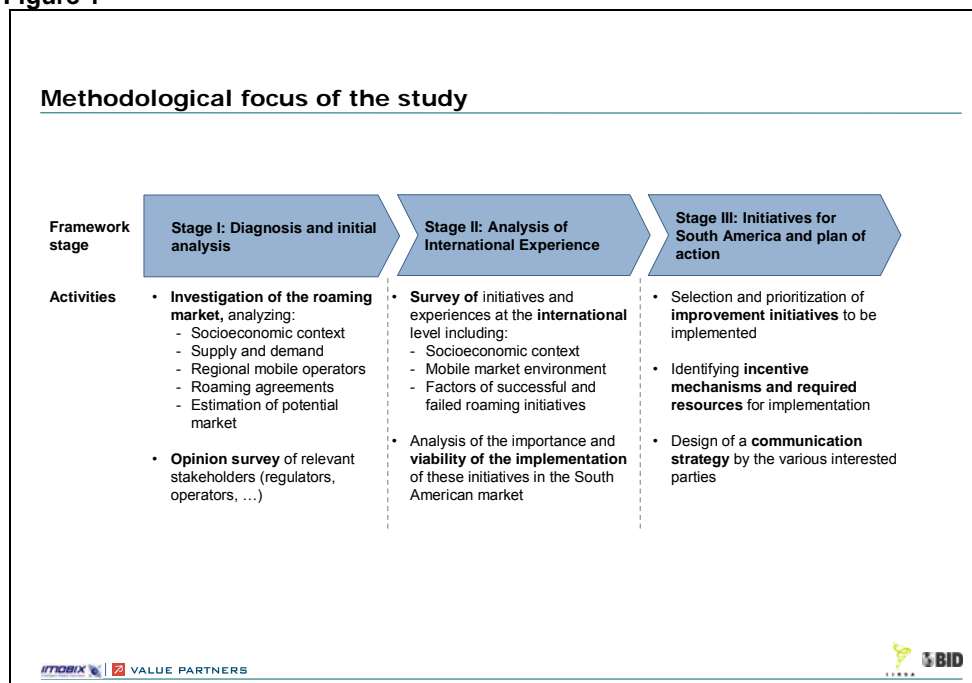 Methodological focus of the study
Framework
stage
Stage I: Diagnosis and initial
analysis
Stage II: Analysis of
International Experience
Stage III: Initiatives for
South America and plan of
action
Activities
• Investigation of the roaming
market, analyzing:
- Socioeconomic context
- Supply and demand
- Regional mobile operators
- Roaming agreements
- Estimation of potential
market
• Opinion survey of relevant
stakeholders (regulators,
operators, …)
• Survey of initiatives and
experiences at the international
level including:
- Socioeconomic context
- Mobile market environment
- Factors of successful and
failed roaming initiatives
• Analysis of the importance and
viability of the implementation
of these initiatives in the South
American market
• Selection and prioritization of
improvement initiatives to be
implemented
• Identifying incentive
mechanisms and required
resources for implementation
• Design of a communication
strategy by the various interested
parties
imobix
VALUE PARTNERS
IIRSA
BID